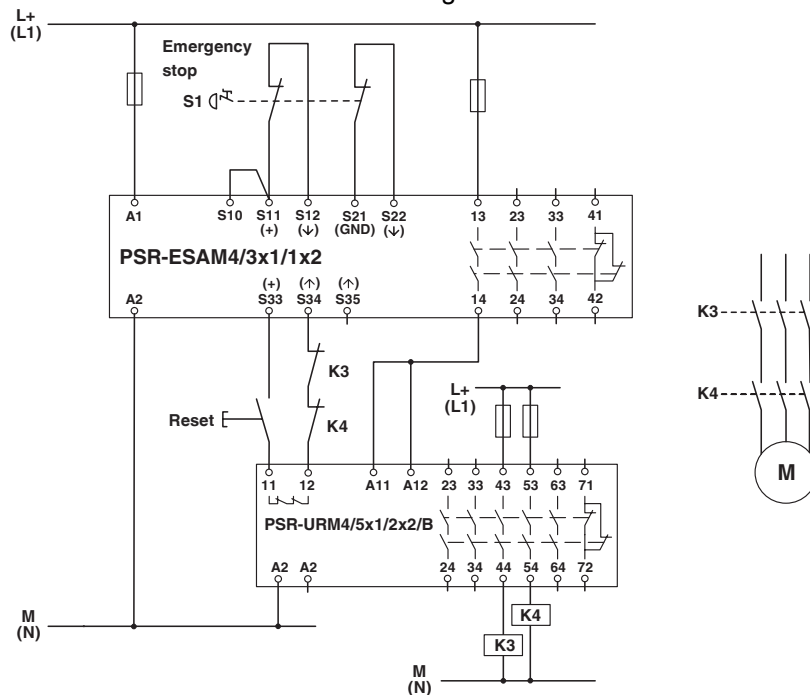 L+
(L1)
Emergency
stop
S1
A1 S10 S11 S12 S21 S22 13 23 33 41
(+) (↓) (GND) (↓)
PSR-ESAM4/3x1/1x2
(+) (↑) (↑)
A2 S33 S34 S35 14 24 34 42
K3
K4
Reset
L+
(L1)
11 12 A11 A12 23 33 43 53 63 71
PSR-URM4/5x1/2x2/B
A2 A2 24 34 44 54 64 72
K4
K3
M
(N)
M
(N)
K3
K4
M